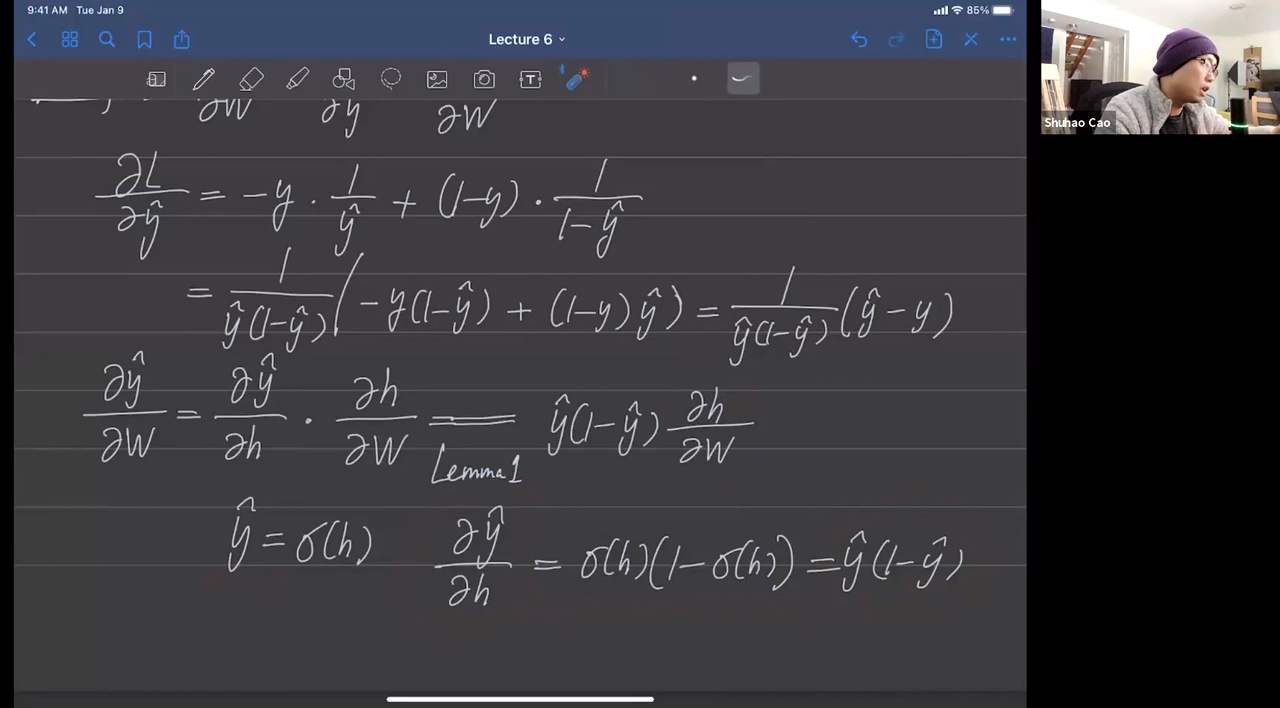 9:41 AM Tue Jan 9
85%
Lecture 6
Shuhao Cao
∂W ∂y ∂W
∂L/∂ŷ = -y · 1/ŷ + (1-y) · 1/(1-ŷ)
= 1/(ŷ(1-ŷ)) (-y(1-ŷ) + (1-y)ŷ) = 1/(ŷ(1-ŷ)) (ŷ-y)
∂ŷ/∂W = ∂ŷ/∂h · ∂h/∂W = ŷ(1-ŷ) ∂h/∂W
Lemma 1
ŷ = σ(h) ∂ŷ/∂h = σ(h)(1-σ(h)) = ŷ(1-ŷ)